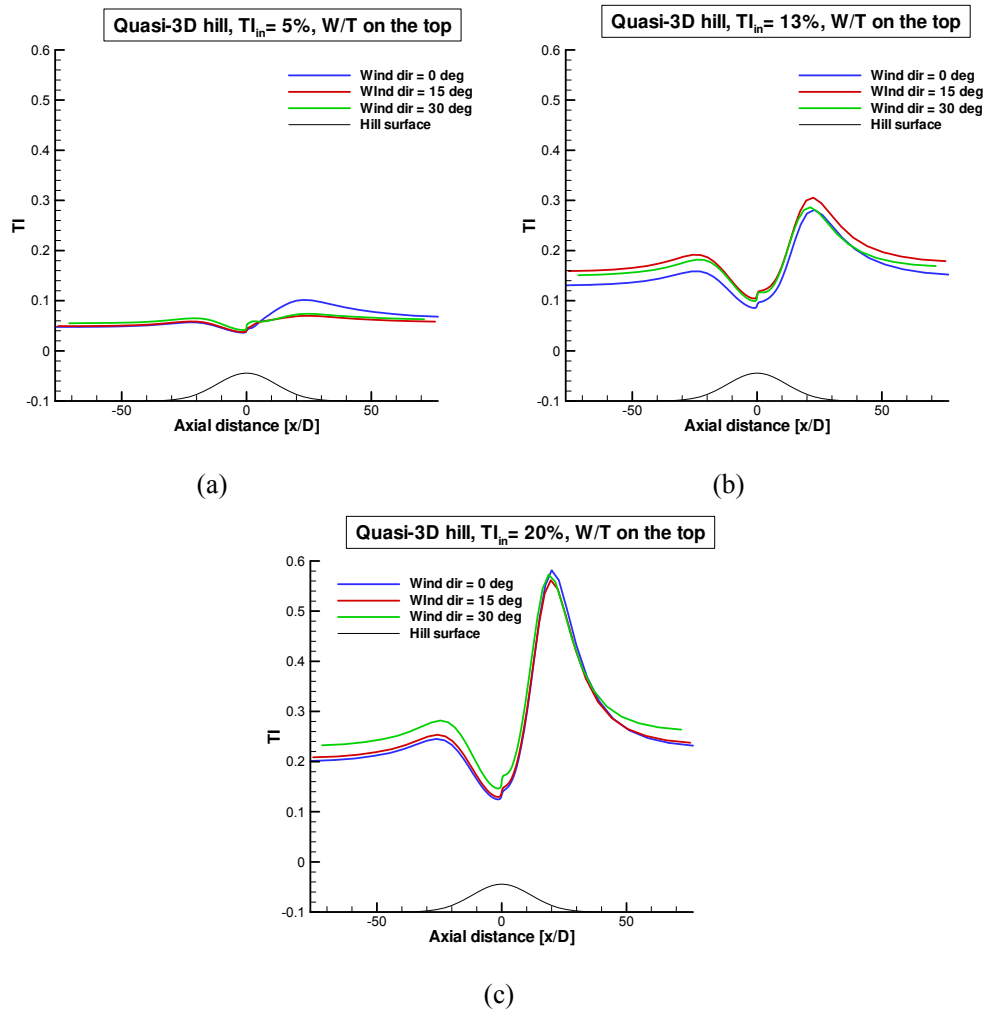 Quasi-3D hill, TIin= 5%, W/T on the top
0.6
0.5
0.4
0.3
0.2
0.1
0
-0.1
TI
Wind dir = 0 deg
WInd dir = 15 deg
Wind dir = 30 deg
Hill surface
-50
0
50
Axial distance [x/D]
(a)
Quasi-3D hill, TIin= 13%, W/T on the top
0.6
0.5
0.4
0.3
0.2
0.1
0
-0.1
TI
Wind dir = 0 deg
WInd dir = 15 deg
Wind dir = 30 deg
Hill surface
-50
0
50
Axial distance [x/D]
(b)
Quasi-3D hill, TIin= 20%, W/T on the top
0.6
0.5
0.4
0.3
0.2
0.1
0
-0.1
TI
Wind dir = 0 deg
WInd dir = 15 deg
Wind dir = 30 deg
Hill surface
-50
0
50
Axial distance [x/D]
(c)